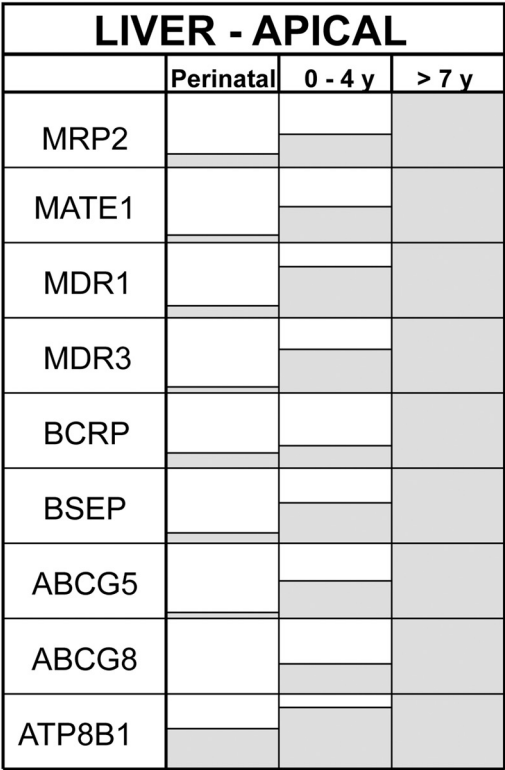 LIVER - APICAL
Perinatal 0 - 4 y > 7 y
MRP2
MATE1
MDR1
MDR3
BCRP
BSEP
ABCG5
ABCG8
ATP8B1